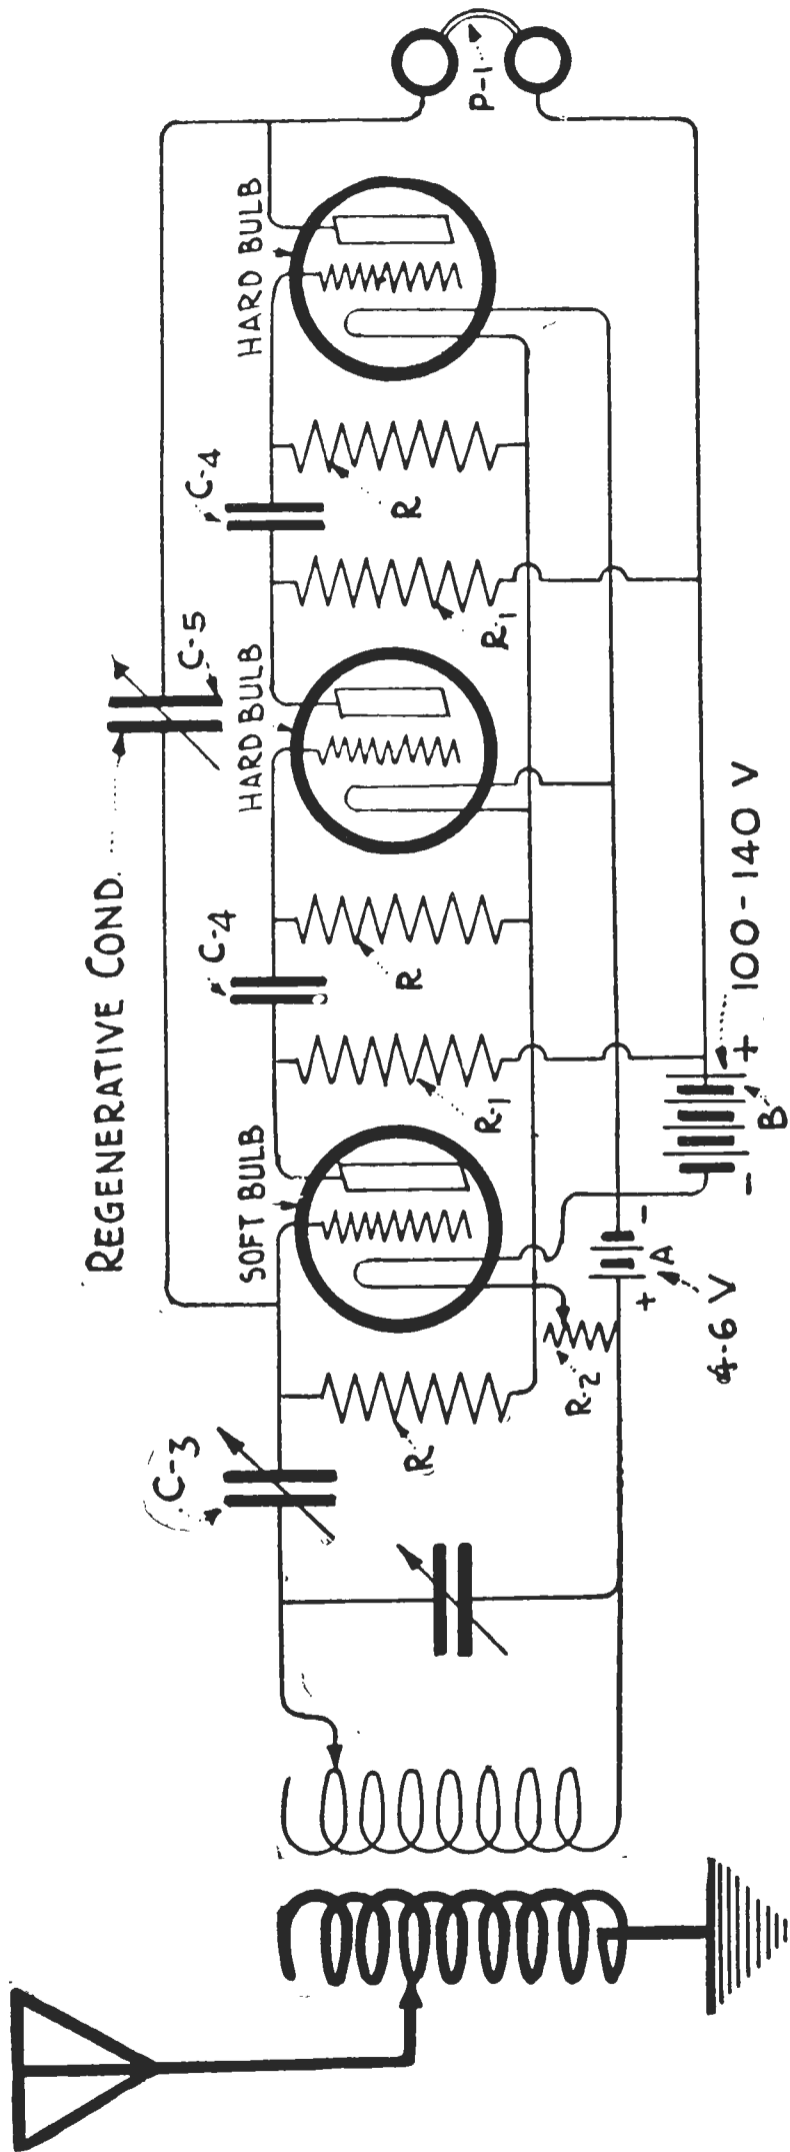 REGENERATIVE COND.
C-5
P-1
SOFT BULB
HARD BULB
HARD BULB
C-3
C-4
C-4
R
R-1
R
R-1
R
R-2
+ A -
4-6 V
- B +
100-140 V